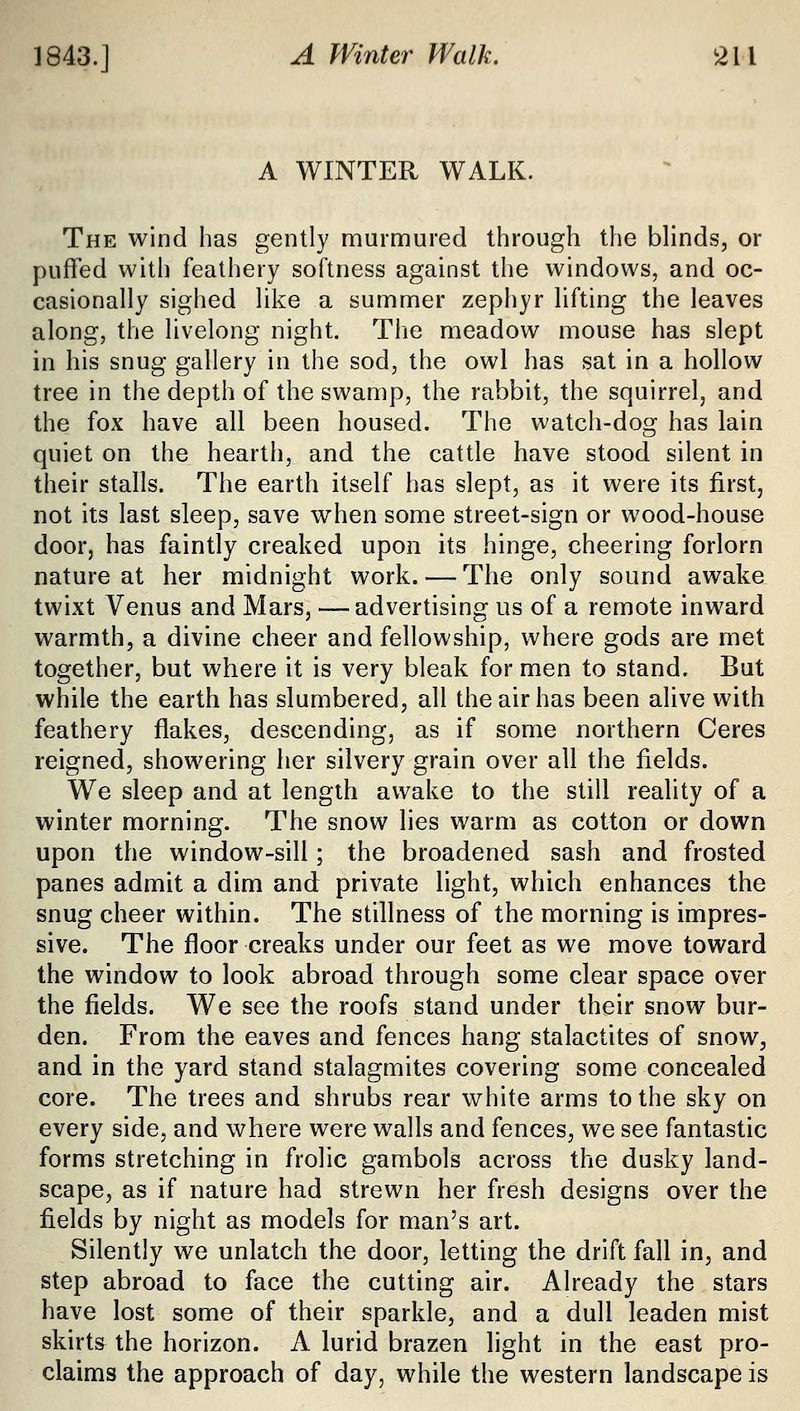 1843.] A Winter Walk. 211
A WINTER WALK.
The wind has gently murmured through the blinds, or
puffed with feathery softness against the windows, and oc-
casionally sighed like a summer zephyr lifting the leaves
along, the livelong night. The meadow mouse has slept
in his snug gallery in the sod, the owl has sat in a hollow
tree in the depth of the swamp, the rabbit, the squirrel, and
the fox have all been housed. The watch-dog has lain
quiet on the hearth, and the cattle have stood silent in
their stalls. The earth itself has slept, as it were its first,
not its last sleep, save when some street-sign or wood-house
door, has faintly creaked upon its hinge, cheering forlorn
nature at her midnight work. — The only sound awake
twixt Venus and Mars, — advertising us of a remote inward
warmth, a divine cheer and fellowship, where gods are met
together, but where it is very bleak for men to stand. But
while the earth has slumbered, all the air has been alive with
feathery flakes, descending, as if some northern Ceres
reigned, showering her silvery grain over all the fields.
We sleep and at length awake to the still reality of a
winter morning. The snow lies warm as cotton or down
upon the window-sill ; the broadened sash and frosted
panes admit a dim and private light, which enhances the
snug cheer within. The stillness of the morning is impres-
sive. The floor creaks under our feet as we move toward
the window to look abroad through some clear space over
the fields. We see the roofs stand under their snow bur-
den. From the eaves and fences hang stalactites of snow,
and in the yard stand stalagmites covering some concealed
core. The trees and shrubs rear white arms to the sky on
every side, and where were walls and fences, we see fantastic
forms stretching in frolic gambols across the dusky land-
scape, as if nature had strewn her fresh designs over the
fields by night as models for man's art.
Silently we unlatch the door, letting the drift fall in, and
step abroad to face the cutting air. Already the stars
have lost some of their sparkle, and a dull leaden mist
skirts the horizon. A lurid brazen light in the east pro-
claims the approach of day, while the western landscape is